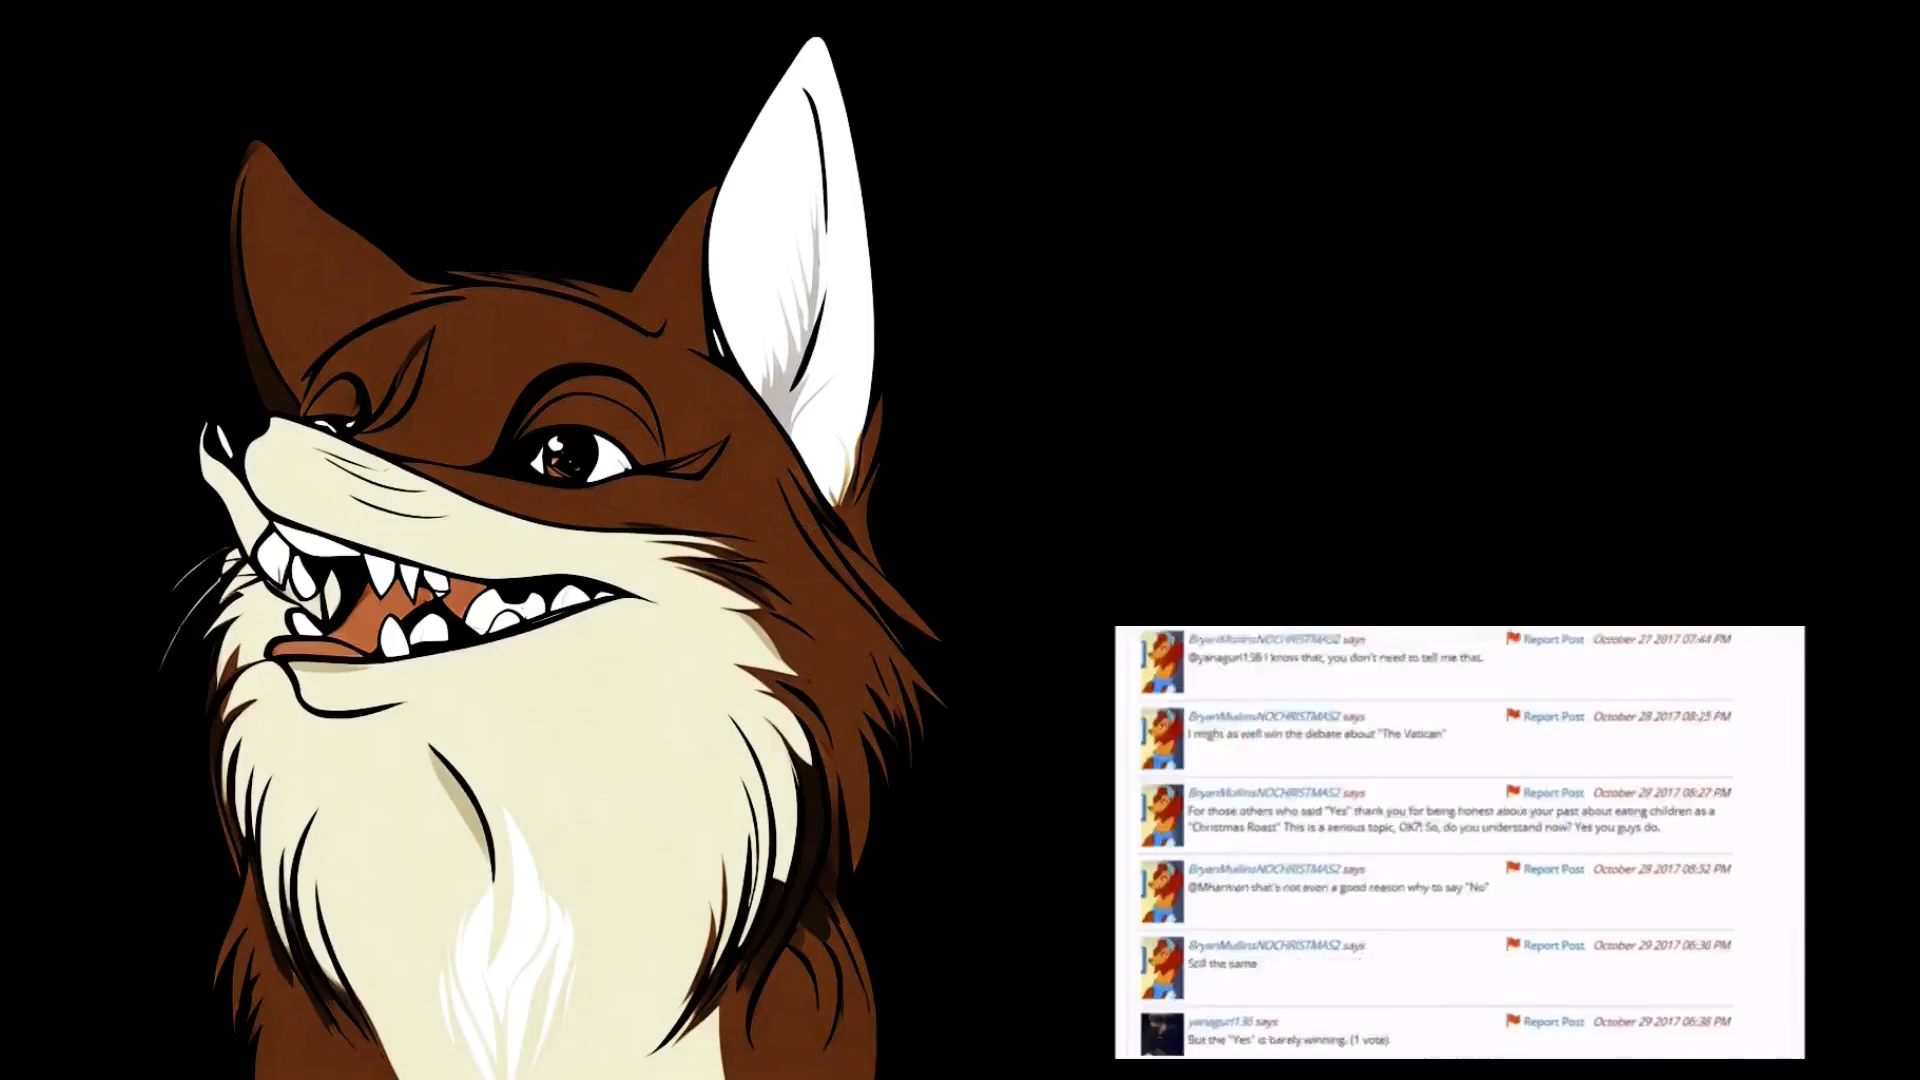 BryanMullinsNOCHRISTMAS2 says Report Post October 27 2017 07:44 PM
@yanagurl136 I know that, you don't need to tell me that.
BryanMullinsNOCHRISTMAS2 says Report Post October 28 2017 08:25 PM
I might as well win the debate about "The Vatican"
BryanMullinsNOCHRISTMAS2 says Report Post October 28 2017 08:27 PM
For those others who said "Yes" thank you for being honest about your past about eating children as a
"Christmas Roast" This is a serious topic, OK?! So, do you understand now? Yes you guys do.
BryanMullinsNOCHRISTMAS2 says Report Post October 28 2017 08:52 PM
that's not even a good reason why to say "No"
BryanMullinsNOCHRISTMAS2 says Report Post October 29 2017 06:36 PM
Still the same
yanagurl136 says Report Post October 29 2017 06:38 PM
But the "Yes" is barely winning. (1 vote)